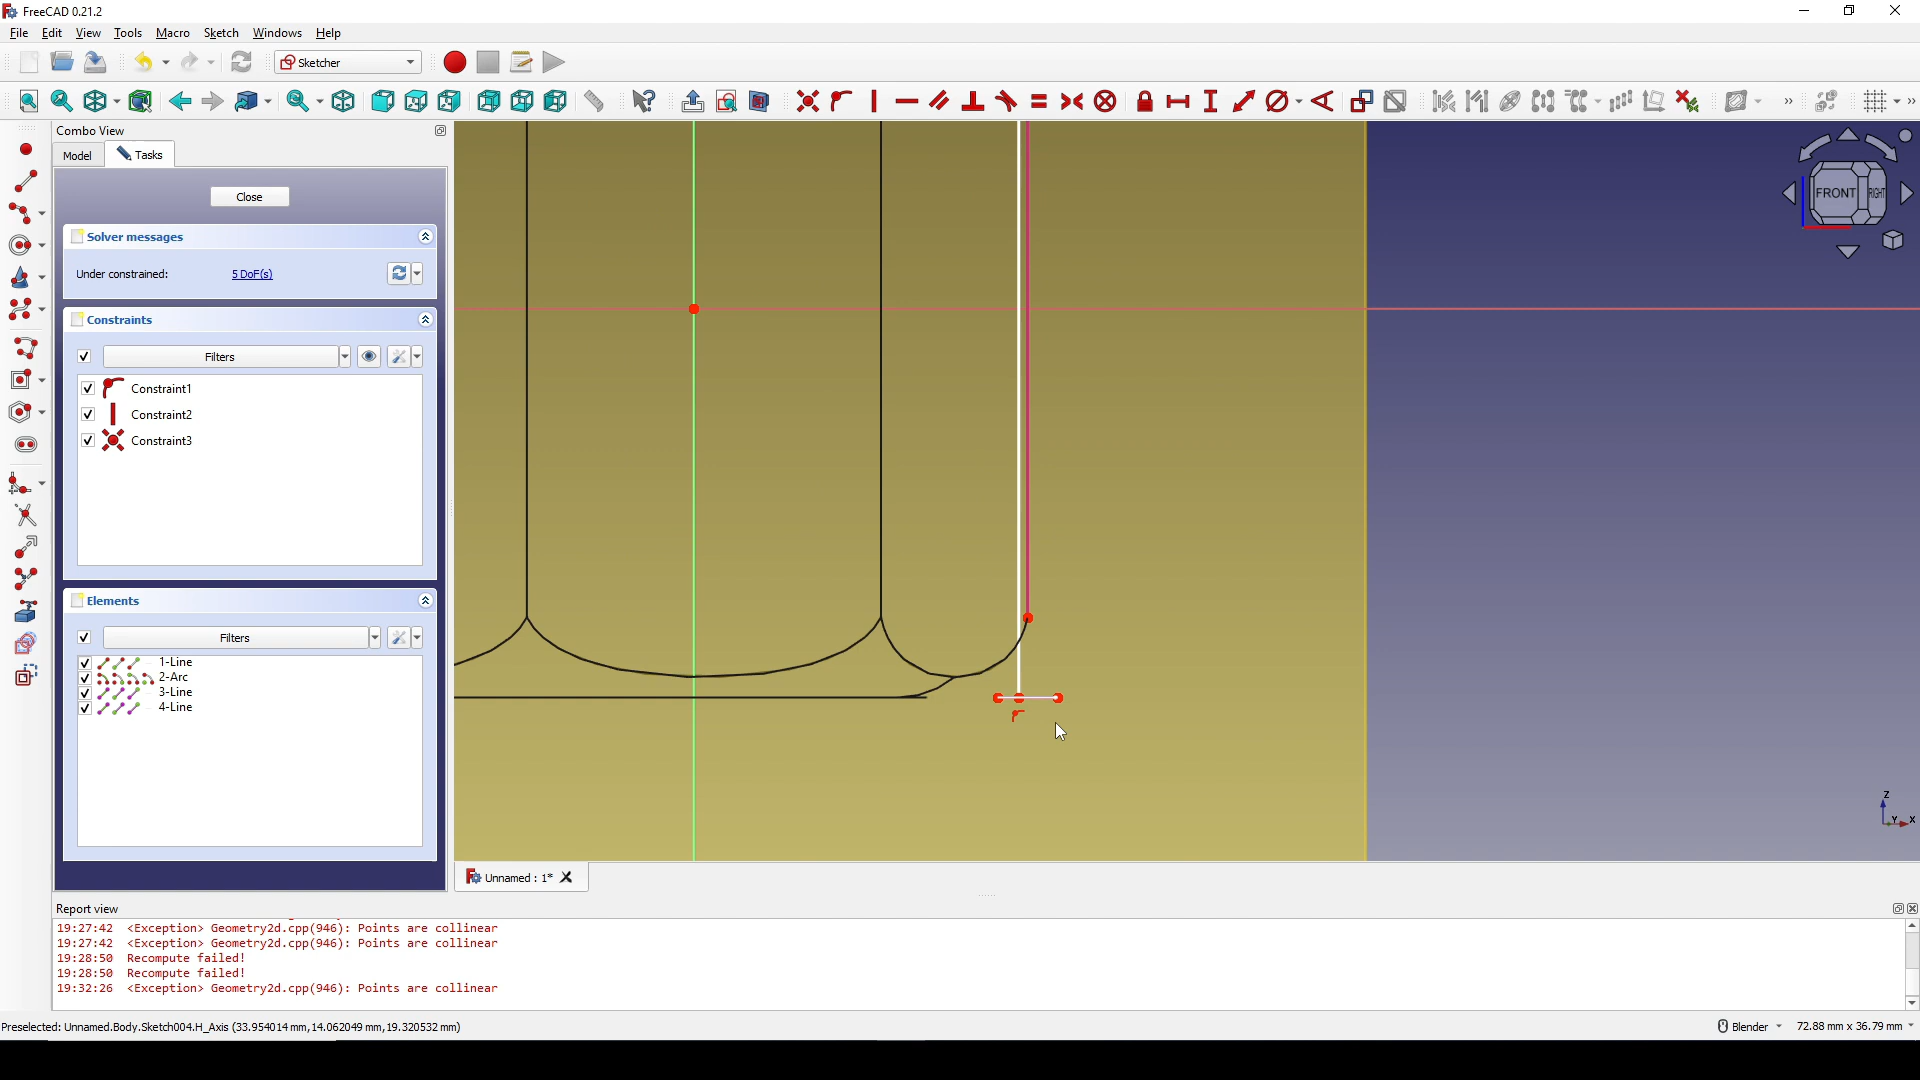 FreeCAD 0.21.2
File Edit View Tools Macro Sketch Windows Help
Sketcher
Combo View
Model Tasks
FRONT RIGHT
Close
Solver messages
Under constrained: 5 DoF(s)
Constraints
Filters
Constraint1
Constraint2
Constraint3
Elements
Filters
1-Line
2-Arc
3-Line
4-Line
Z
Y X
Unnamed : 1*
Report view
19:27:42 <Exception> Geometry2d.cpp(946): Points are collinear
19:27:42 <Exception> Geometry2d.cpp(946): Points are collinear
19:28:50 Recompute failed!
19:28:50 Recompute failed!
19:32:26 <Exception> Geometry2d.cpp(946): Points are collinear
Preselected: Unnamed.Body.Sketch004.H_Axis (33.954014 mm, 14.062049 mm, 19.320532 mm)
Blender 72.88 mm x 36.79 mm